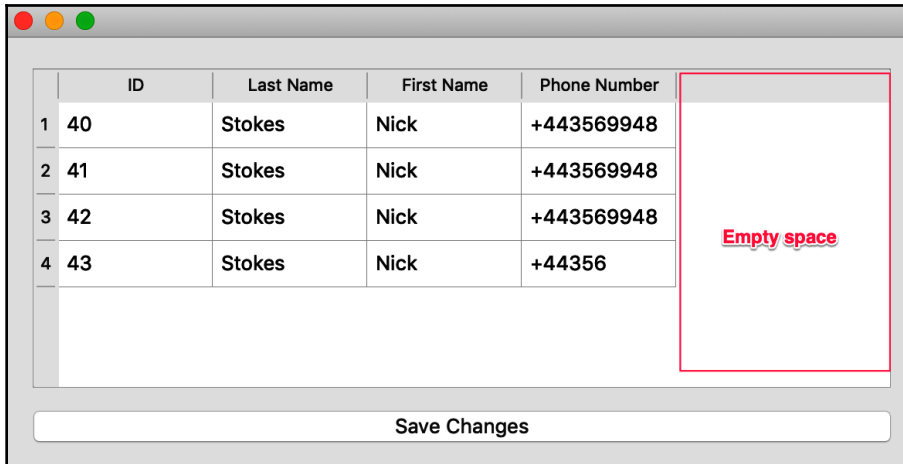 ID Last Name First Name Phone Number
1 40 Stokes Nick +443569948
2 41 Stokes Nick +443569948
3 42 Stokes Nick +443569948
Empty space
4 43 Stokes Nick +44356
Save Changes